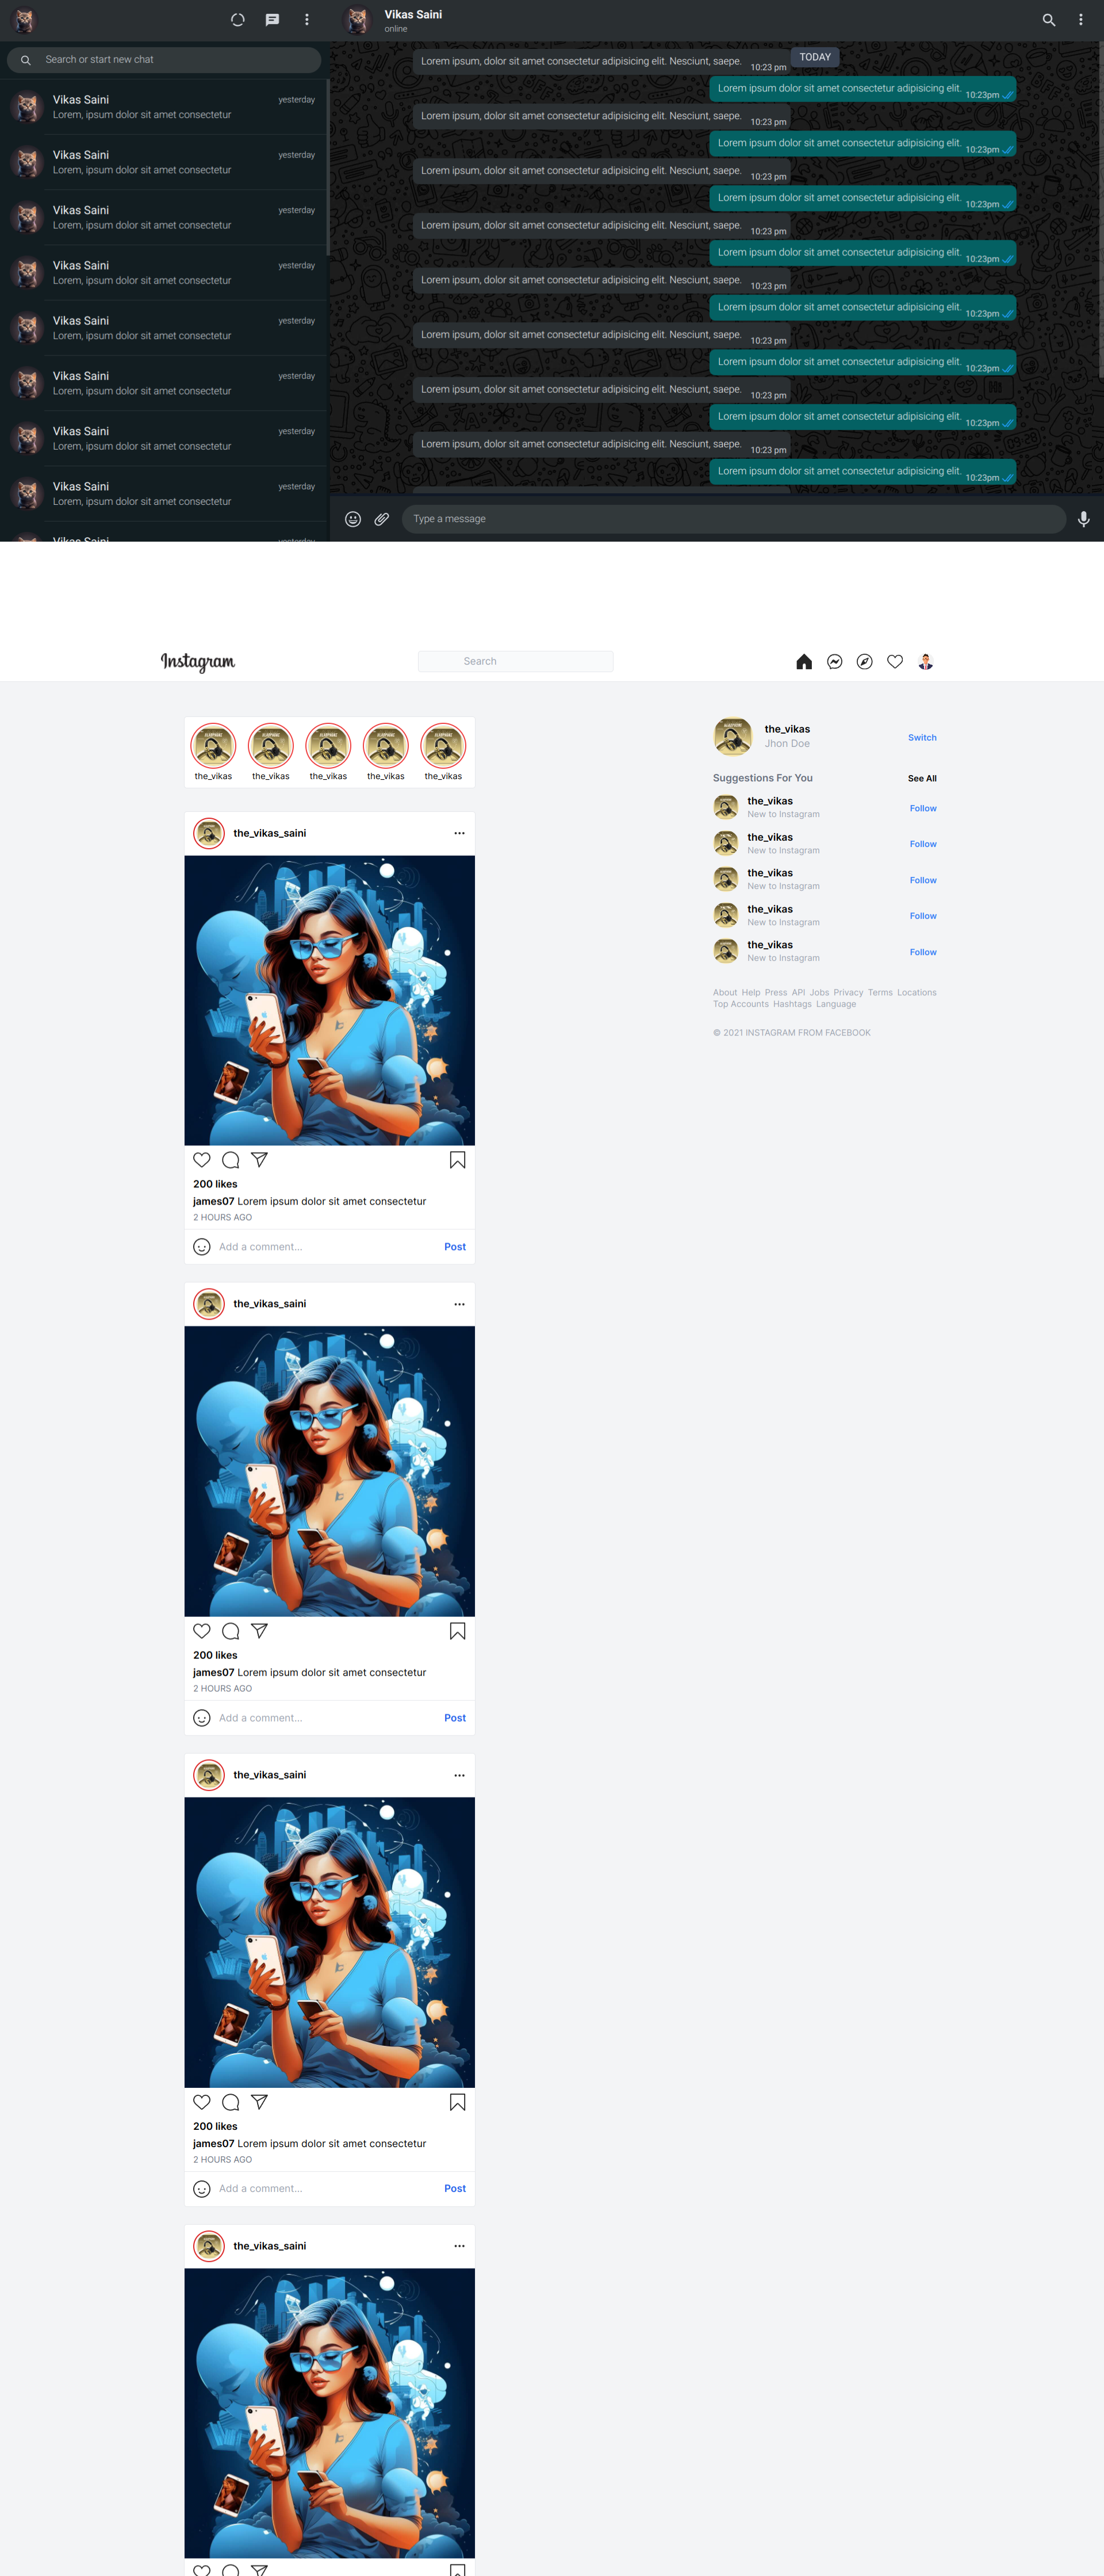 Vikas Saini
online
Search or start new chat
Vikas Saini
yesterday
Lorem, ipsum dolor sit amet consectetur
Vikas Saini
yesterday
Lorem, ipsum dolor sit amet consectetur
Vikas Saini
yesterday
Lorem, ipsum dolor sit amet consectetur
Vikas Saini
yesterday
Lorem, ipsum dolor sit amet consectetur
Vikas Saini
yesterday
Lorem, ipsum dolor sit amet consectetur
Vikas Saini
yesterday
Lorem, ipsum dolor sit amet consectetur
Vikas Saini
yesterday
Lorem, ipsum dolor sit amet consectetur
Vikas Saini
yesterday
Lorem, ipsum dolor sit amet consectetur
Vikas Saini
yesterday
TODAY
Lorem ipsum, dolor sit amet consectetur adipisicing elit. Nesciunt, saepe. 10:23 pm
Lorem ipsum dolor sit amet consectetur adipisicing elit. 10:23pm
Lorem ipsum, dolor sit amet consectetur adipisicing elit. Nesciunt, saepe. 10:23 pm
Lorem ipsum dolor sit amet consectetur adipisicing elit. 10:23pm
Lorem ipsum, dolor sit amet consectetur adipisicing elit. Nesciunt, saepe. 10:23 pm
Lorem ipsum dolor sit amet consectetur adipisicing elit. 10:23pm
Lorem ipsum, dolor sit amet consectetur adipisicing elit. Nesciunt, saepe. 10:23 pm
Lorem ipsum dolor sit amet consectetur adipisicing elit. 10:23pm
Lorem ipsum, dolor sit amet consectetur adipisicing elit. Nesciunt, saepe. 10:23 pm
Lorem ipsum dolor sit amet consectetur adipisicing elit. 10:23pm
Lorem ipsum, dolor sit amet consectetur adipisicing elit. Nesciunt, saepe. 10:23 pm
Lorem ipsum dolor sit amet consectetur adipisicing elit. 10:23pm
Lorem ipsum, dolor sit amet consectetur adipisicing elit. Nesciunt, saepe. 10:23 pm
Lorem ipsum dolor sit amet consectetur adipisicing elit. 10:23pm
Lorem ipsum, dolor sit amet consectetur adipisicing elit. Nesciunt, saepe. 10:23 pm
Lorem ipsum dolor sit amet consectetur adipisicing elit. 10:23pm
Type a message
Instagram
Search
the_vikas the_vikas the_vikas the_vikas the_vikas
the_vikas_saini
200 likes
james07 Lorem ipsum dolor sit amet consectetur
2 HOURS AGO
Add a comment... Post
the_vikas_saini
200 likes
james07 Lorem ipsum dolor sit amet consectetur
2 HOURS AGO
Add a comment... Post
the_vikas_saini
200 likes
james07 Lorem ipsum dolor sit amet consectetur
2 HOURS AGO
Add a comment... Post
the_vikas_saini
the_vikas
Jhon Doe
Switch
Suggestions For You See All
the_vikas
New to Instagram
Follow
the_vikas
New to Instagram
Follow
the_vikas
New to Instagram
Follow
the_vikas
New to Instagram
Follow
the_vikas
New to Instagram
Follow
About Help Press API Jobs Privacy Terms Locations
Top Accounts Hashtags Language
© 2021 INSTAGRAM FROM FACEBOOK